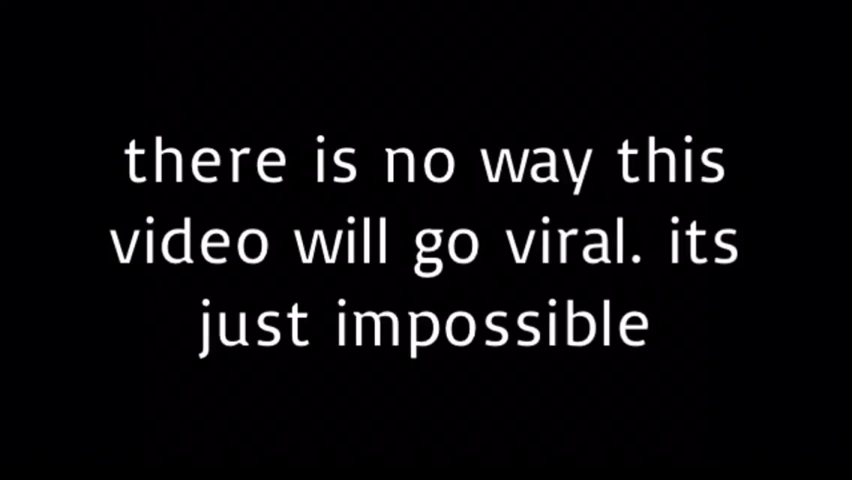 there is no way this
video will go viral. its
just impossible